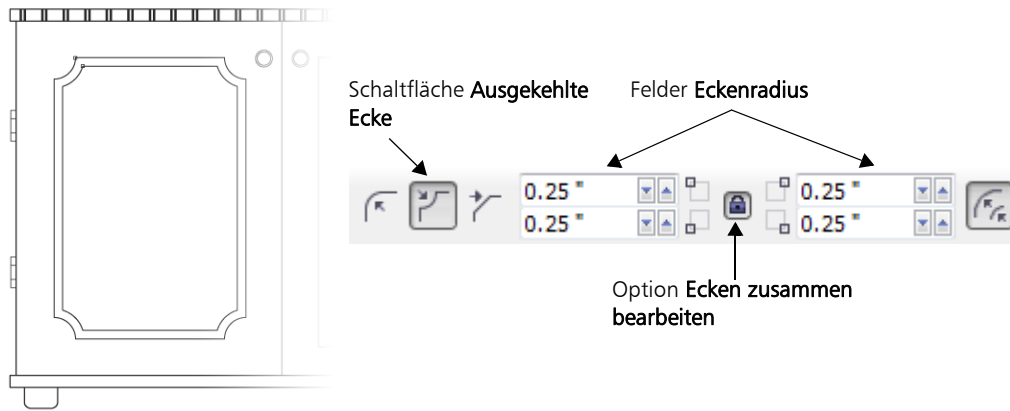 Schaltfläche Ausgekehlte
Ecke
Felder Eckenradius
0.25 "
0.25 "
0.25 "
0.25 "
Option Ecken zusammen
bearbeiten